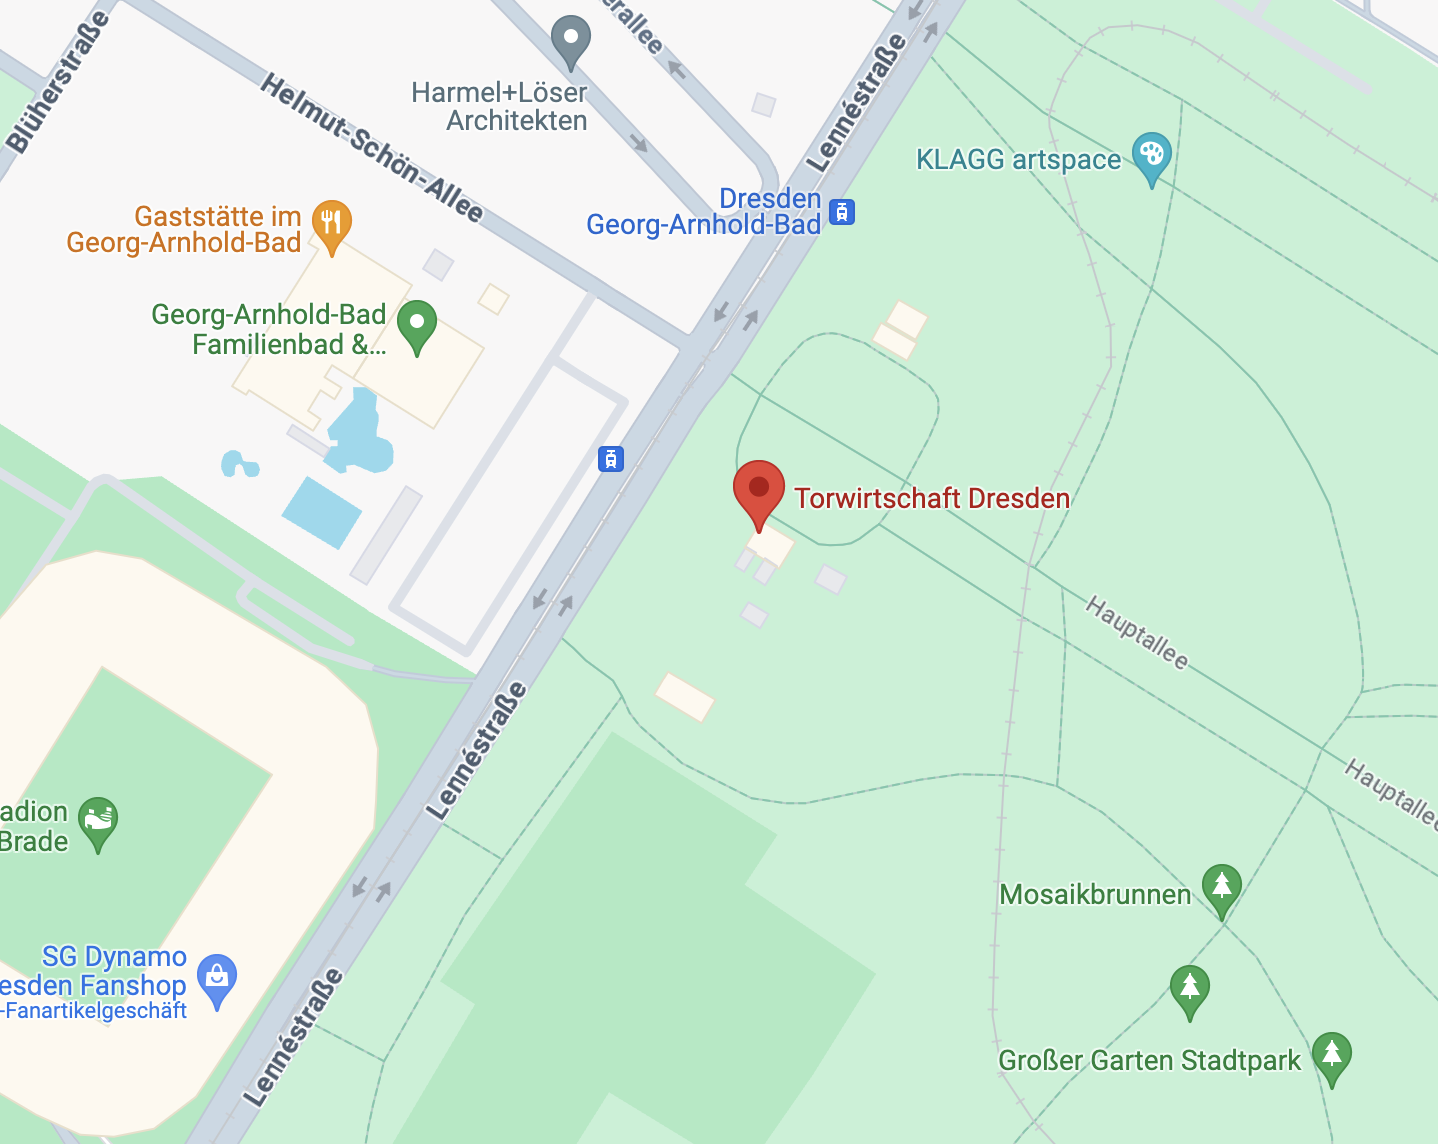 Blüherstraße
Helmut-Schön-Allee
erallee
Harmel+Löser
Architekten
Lennéstraße
KLAGG artspace
Dresden
Georg-Arnhold-Bad
Gaststätte im
Georg-Arnhold-Bad
Georg-Arnhold-Bad
Familienbad &...
Torwirtschaft Dresden
Hauptallee
Lennéstraße
Hauptallee
adion
Brade
Mosaikbrunnen
SG Dynamo
esden Fanshop
-Fanartikelgeschäft
Lennéstraße
Großer Garten Stadtpark